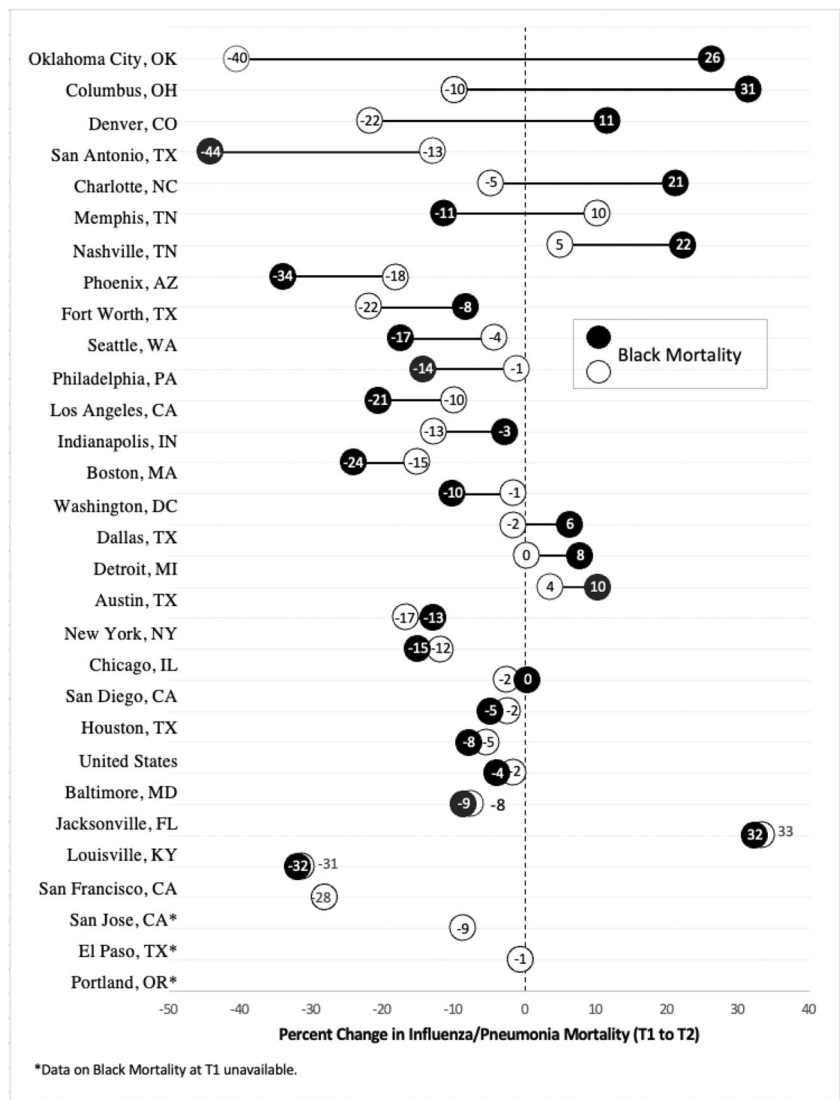 Oklahoma City, OK -40 26
Columbus, OH -10 31
Denver, CO -22 11
San Antonio, TX -44 -13
Charlotte, NC -5 21
Memphis, TN -11 10
Nashville, TN 5 22
Phoenix, AZ -34 -18
Fort Worth, TX -22 -8
Seattle, WA -17 -4
Black Mortality
Philadelphia, PA -14 -1
Los Angeles, CA -21 -10
Indianapolis, IN -13 -3
Boston, MA -24 -15
Washington, DC -10 -1
Dallas, TX -2 6
Detroit, MI 0 8
Austin, TX 4 10
New York, NY -17 -13
Chicago, IL -15 -12
San Diego, CA -2 0
Houston, TX -5 -2
United States -8 -5
Baltimore, MD -4 -2
Jacksonville, FL -9 -8
Louisville, KY 32 33
San Francisco, CA -32 -31
San Jose, CA* -28
El Paso, TX* -9
Portland, OR* -1
-50 -40 -30 -20 -10 0 10 20 30 40
Percent Change in Influenza/Pneumonia Mortality (T1 to T2)
*Data on Black Mortality at T1 unavailable.